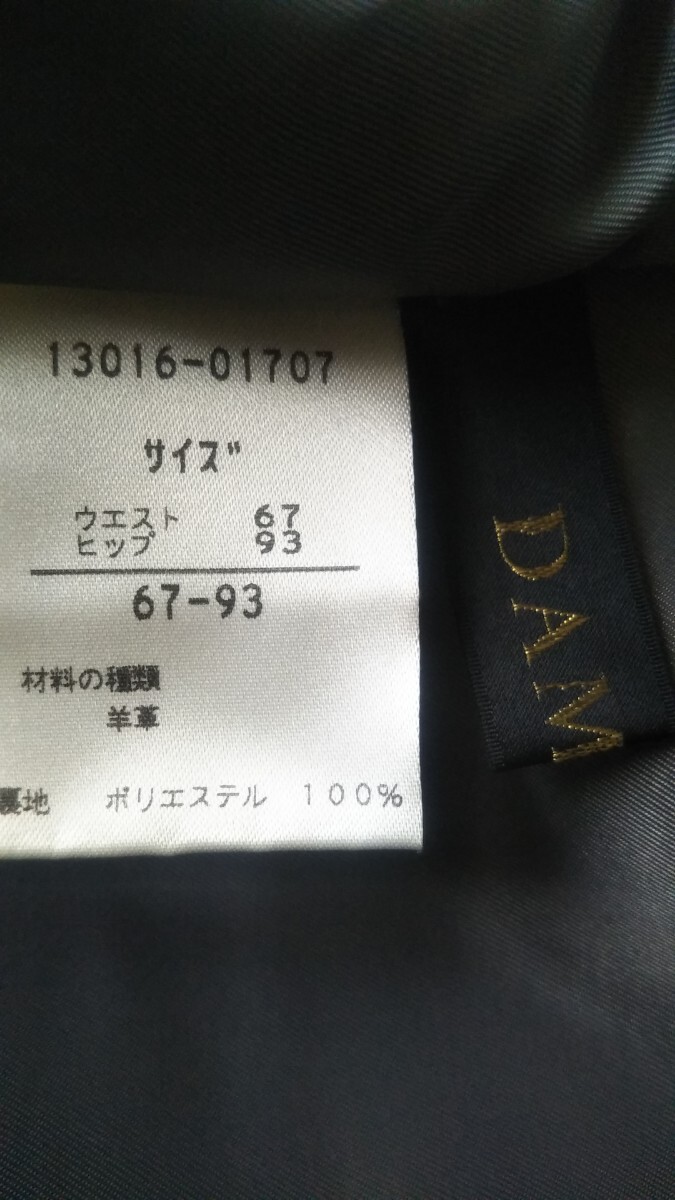 13016-01707
サイズ
ウエスト 67
ヒップ 93
67-93
材料の種類
羊革
裏地 ポリエステル 100%
DAM